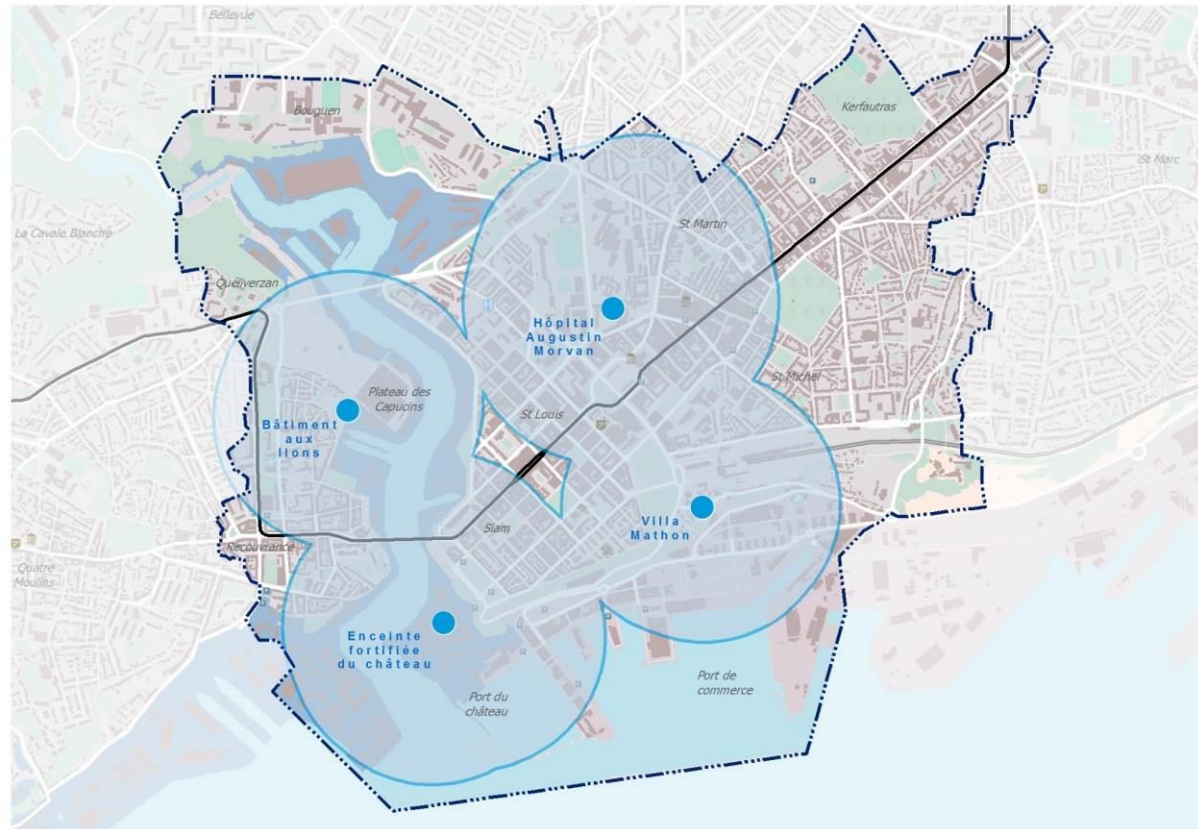 Bellevue
Bouguen
Kerfautras
St Marc
La Cavale Blanche
St Martin
Quéliverzan
Hôpital
Augustin
Morvan
St Michel
Plateau des
Capucins
St Louis
Bâtiment
aux
lions
Villa
Mathon
Siam
Recouvrance
Quatre
Moulins
Enceinte
fortifiée
du château
Port du
château
Port de
commerce